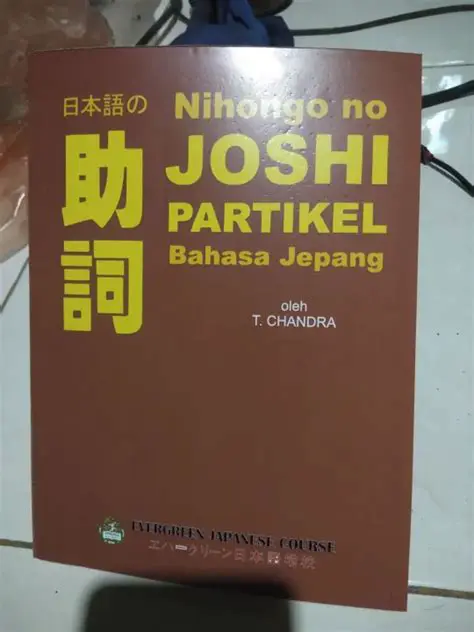 日本語の
助詞
Nihongo no
JOSHI
PARTIKEL
Bahasa Jepang
oleh
T. CHANDRA
EVERGREEN JAPANESE COURSE
エバーグリーン日本語学校